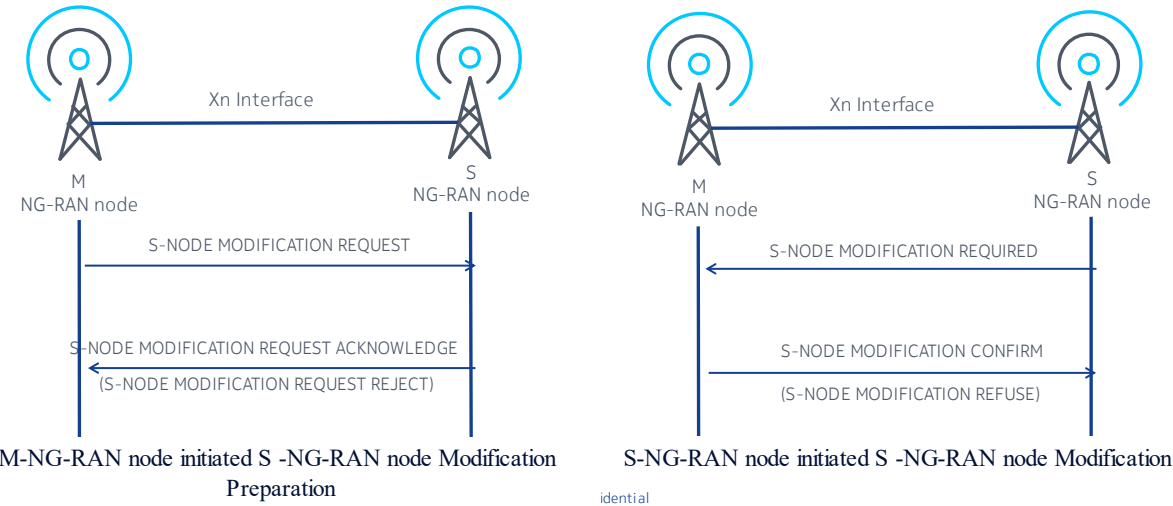 Xn Interface
M
NG-RAN node
S
NG-RAN node
S-NODE MODIFICATION REQUEST
S-NODE MODIFICATION REQUEST ACKNOWLEDGE
(S-NODE MODIFICATION REQUEST REJECT)
M-NG-RAN node initiated S -NG-RAN node Modification
Preparation
Xn Interface
M
NG-RAN node
S
NG-RAN node
S-NODE MODIFICATION REQUIRED
S-NODE MODIFICATION CONFIRM
(S-NODE MODIFICATION REFUSE)
S-NG-RAN node initiated S -NG-RAN node Modification
idential